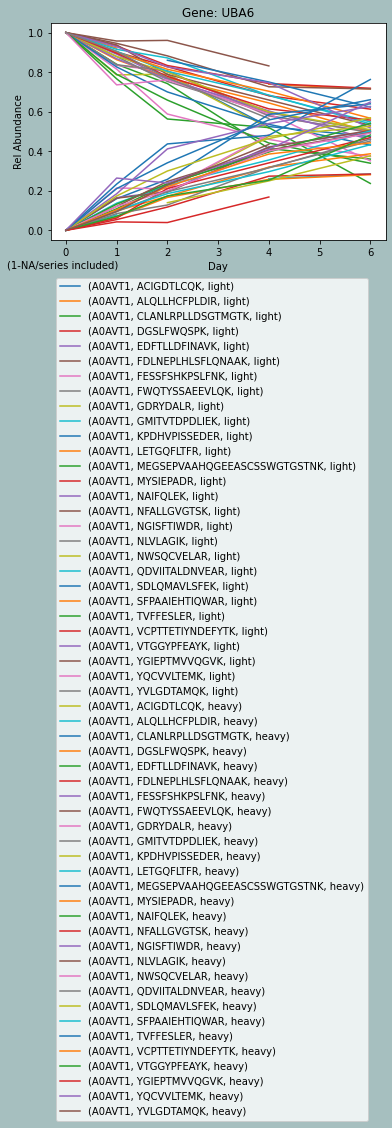 Gene: UBA6
1.0
0.8
0.6
0.4
0.2
0.0
Rel Abundance
0 1 2 3 4 5 6
Day
(1-NA/series included)
(A0AVT1, ACIGDTLCQK, light)
(A0AVT1, ALQLLHCFPLDIR, light)
(A0AVT1, CLANLRPLLDSGTMGTK, light)
(A0AVT1, DGSLFWQSPK, light)
(A0AVT1, EDFTLLDFINAVK, light)
(A0AVT1, FDLNEPLHLSFLQNAAK, light)
(A0AVT1, FESSFSHKPSLFNK, light)
(A0AVT1, FWQTYSSAEEVLQK, light)
(A0AVT1, GDRYDALR, light)
(A0AVT1, GMITVTDPDLIEK, light)
(A0AVT1, KPDHVPISSEDER, light)
(A0AVT1, LETGQFLTFR, light)
(A0AVT1, MEGSEPVAAHQGEEASCSSWGTGSTNK, light)
(A0AVT1, MYSIEPADR, light)
(A0AVT1, NAIFQLEK, light)
(A0AVT1, NFALLGVGTSK, light)
(A0AVT1, NGISFTIWDR, light)
(A0AVT1, NLVLAGIK, light)
(A0AVT1, NWSQCVELAR, light)
(A0AVT1, QDVIITALDNVEAR, light)
(A0AVT1, SDLQMAVLSFEK, light)
(A0AVT1, SFPAAIEHTIQWAR, light)
(A0AVT1, TVFFESLER, light)
(A0AVT1, VCPTTETIYNDEFYTK, light)
(A0AVT1, VTGGYPFEAYK, light)
(A0AVT1, YGIEPTMVVQGVK, light)
(A0AVT1, YQCVVLTEMK, light)
(A0AVT1, YVLGDTAMQK, light)
(A0AVT1, ACIGDTLCQK, heavy)
(A0AVT1, ALQLLHCFPLDIR, heavy)
(A0AVT1, CLANLRPLLDSGTMGTK, heavy)
(A0AVT1, DGSLFWQSPK, heavy)
(A0AVT1, EDFTLLDFINAVK, heavy)
(A0AVT1, FDLNEPLHLSFLQNAAK, heavy)
(A0AVT1, FESSFSHKPSLFNK, heavy)
(A0AVT1, FWQTYSSAEEVLQK, heavy)
(A0AVT1, GDRYDALR, heavy)
(A0AVT1, GMITVTDPDLIEK, heavy)
(A0AVT1, KPDHVPISSEDER, heavy)
(A0AVT1, LETGQFLTFR, heavy)
(A0AVT1, MEGSEPVAAHQGEEASCSSWGTGSTNK, heavy)
(A0AVT1, MYSIEPADR, heavy)
(A0AVT1, NAIFQLEK, heavy)
(A0AVT1, NFALLGVGTSK, heavy)
(A0AVT1, NGISFTIWDR, heavy)
(A0AVT1, NLVLAGIK, heavy)
(A0AVT1, NWSQCVELAR, heavy)
(A0AVT1, QDVIITALDNVEAR, heavy)
(A0AVT1, SDLQMAVLSFEK, heavy)
(A0AVT1, SFPAAIEHTIQWAR, heavy)
(A0AVT1, TVFFESLER, heavy)
(A0AVT1, VCPTTETIYNDEFYTK, heavy)
(A0AVT1, VTGGYPFEAYK, heavy)
(A0AVT1, YGIEPTMVVQGVK, heavy)
(A0AVT1, YQCVVLTEMK, heavy)
(A0AVT1, YVLGDTAMQK, heavy)